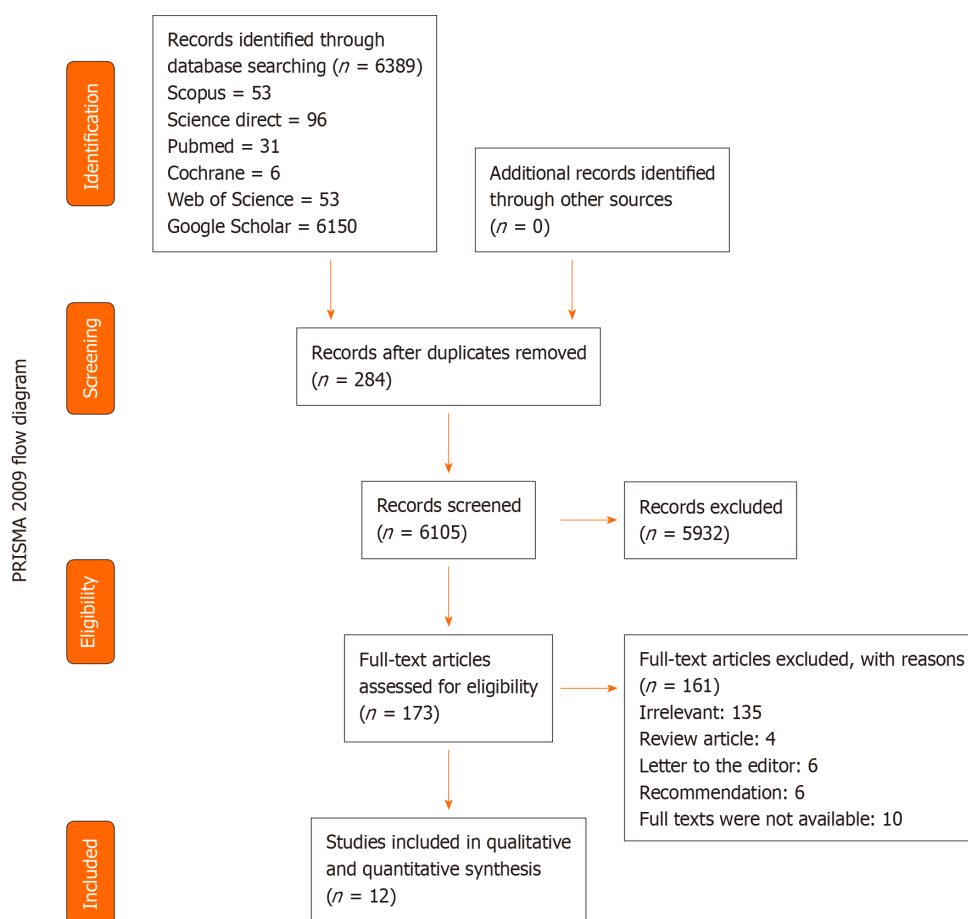 PRISMA 2009 flow diagram
Identification
Records identified through
database searching (n = 6389)
Scopus = 53
Science direct = 96
Pubmed = 31
Cochrane = 6
Web of Science = 53
Google Scholar = 6150
Additional records identified
through other sources
(n = 0)
Screening
Records after duplicates removed
(n = 284)
Records screened
(n = 6105)
Records excluded
(n = 5932)
Eligibility
Full-text articles
assessed for eligibility
(n = 173)
Full-text articles excluded, with reasons
(n = 161)
Irrelevant: 135
Review article: 4
Letter to the editor: 6
Recommendation: 6
Full texts were not available: 10
Included
Studies included in qualitative
and quantitative synthesis
(n = 12)